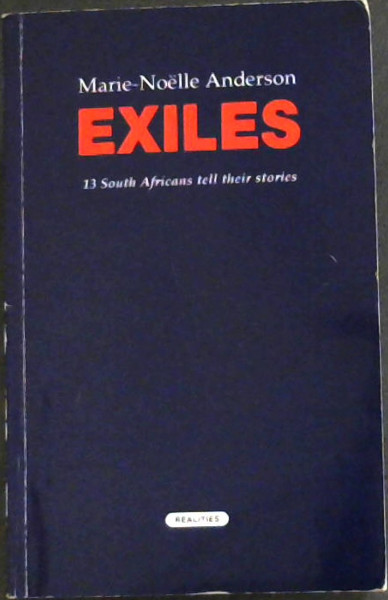 Marie-Noëlle Anderson
EXILES
13 South Africans tell their stories
REALITIES